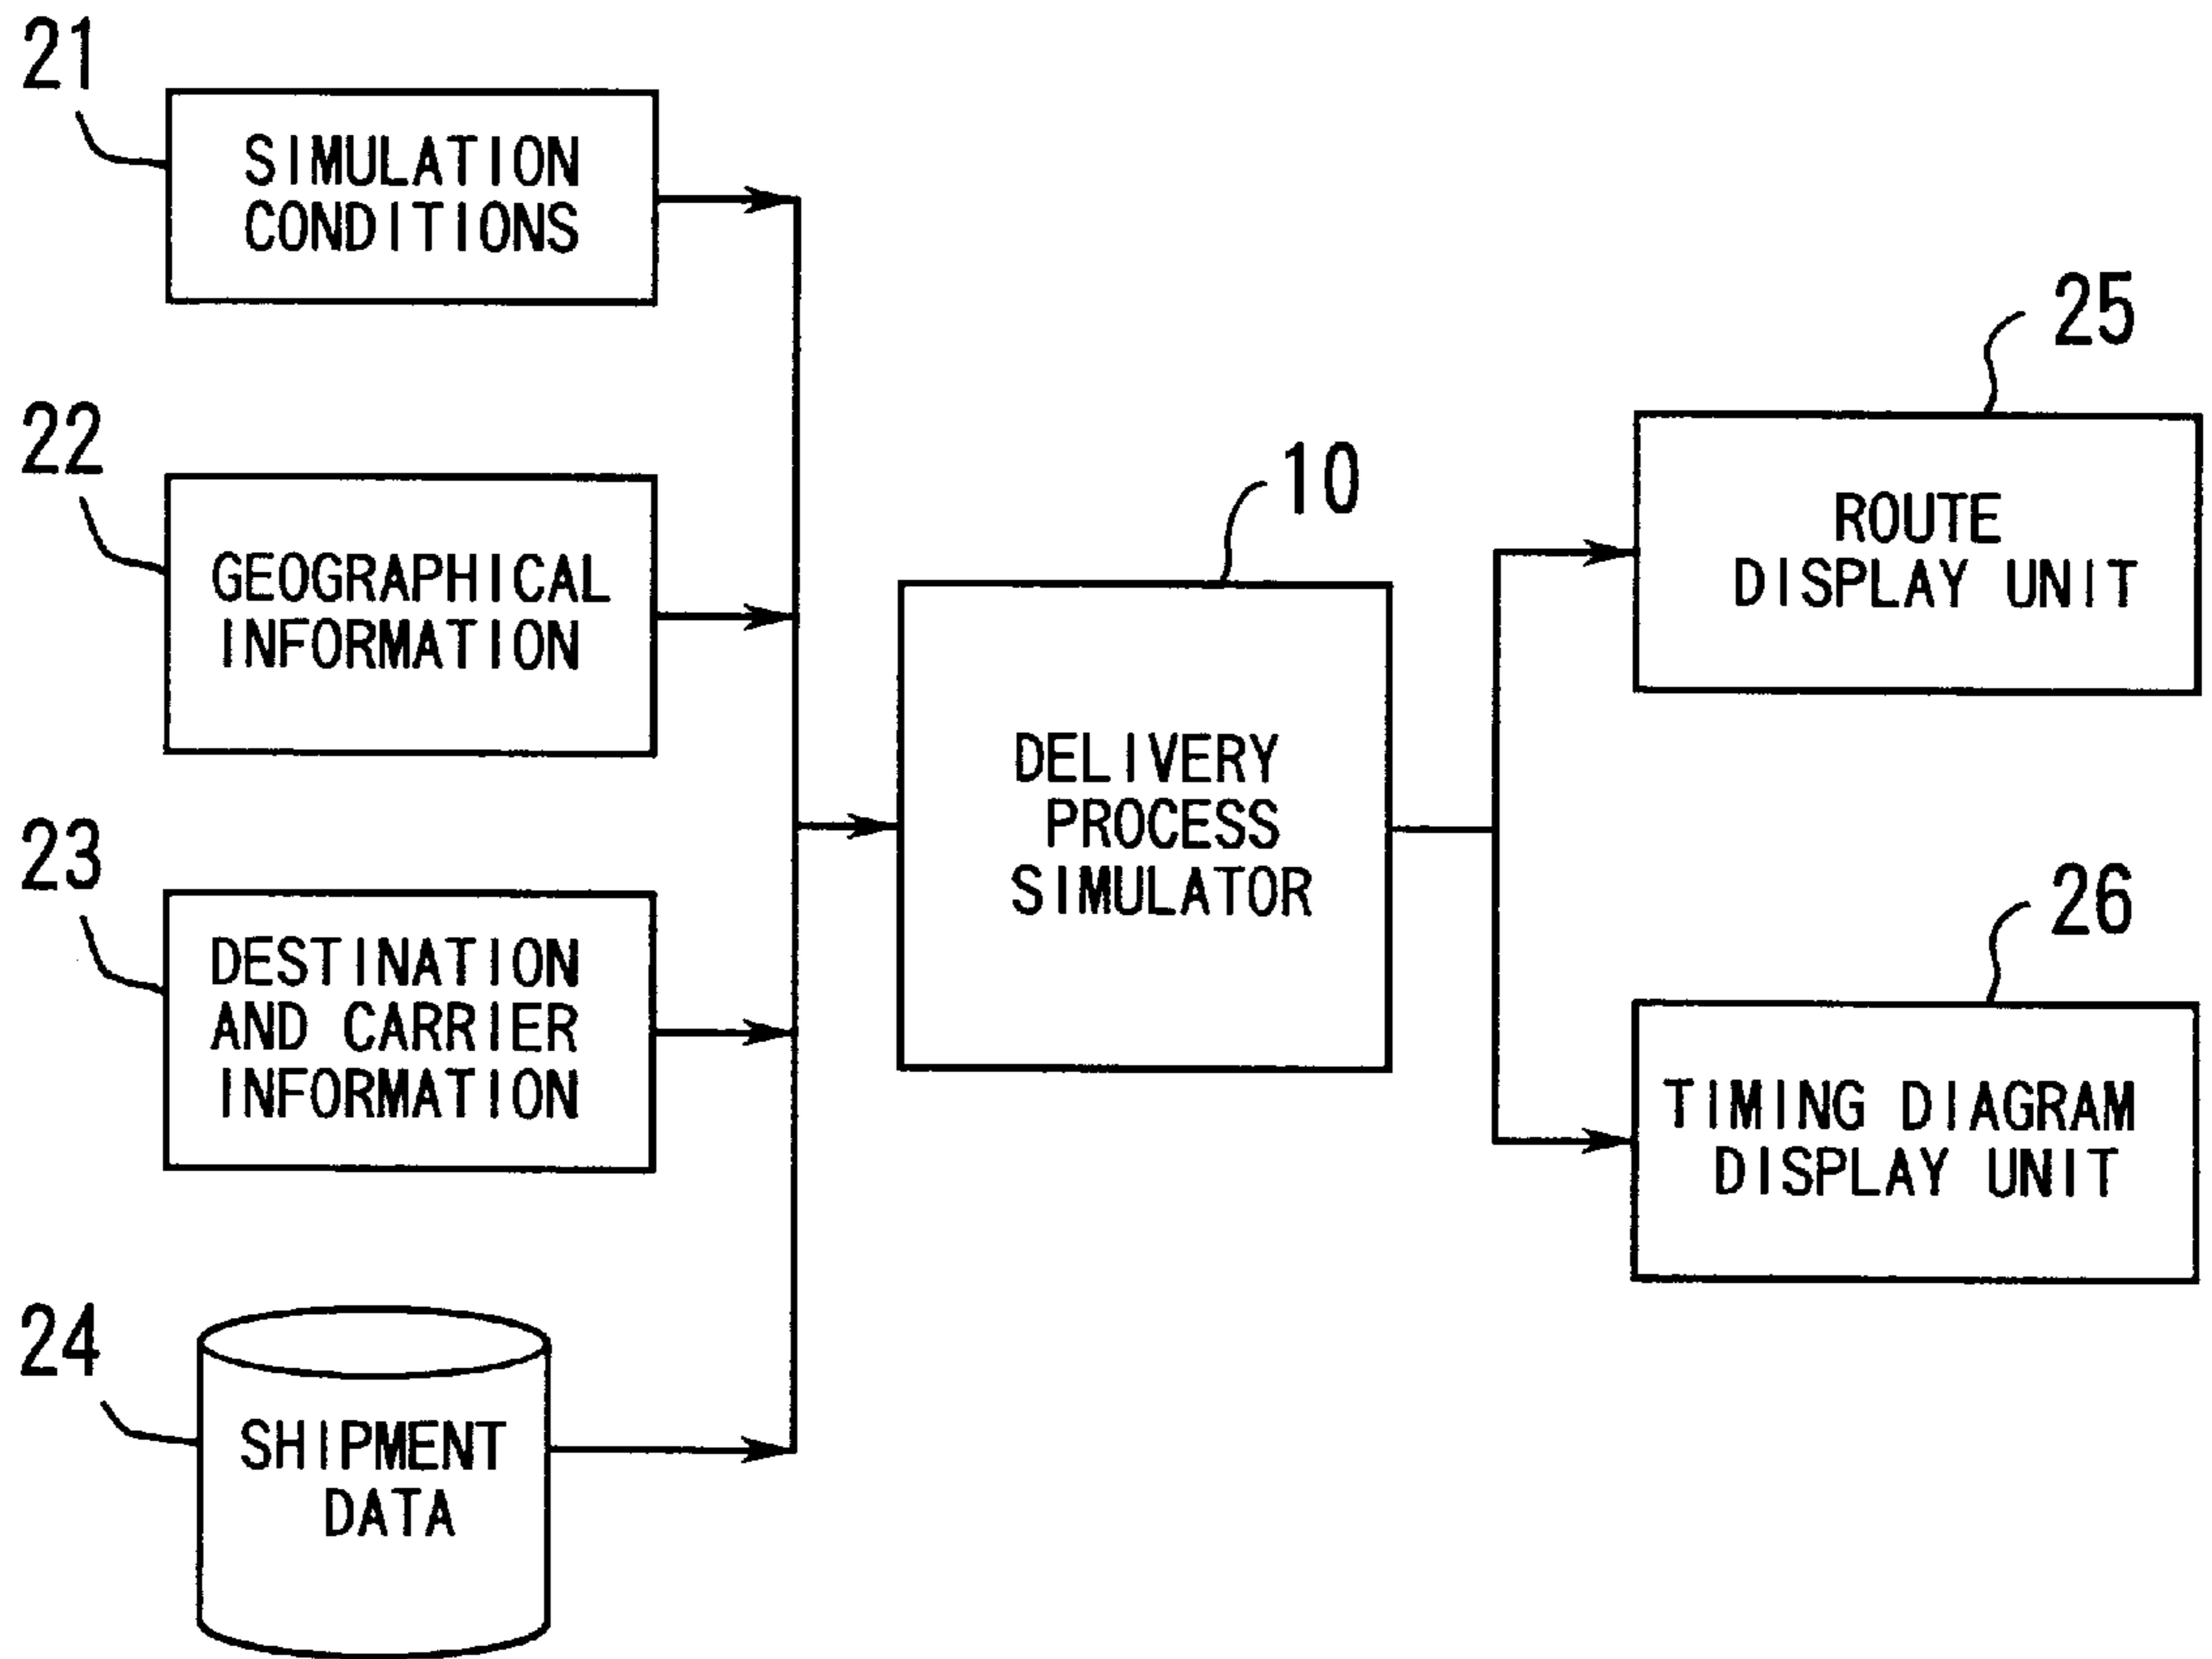 21
SIMULATION
CONDITIONS
22
GEOGRAPHICAL
INFORMATION
23
DESTINATION
AND CARRIER
INFORMATION
24
SHIPMENT
DATA
10
DELIVERY
PROCESS
SIMULATOR
25
ROUTE
DISPLAY UNIT
26
TIMING DIAGRAM
DISPLAY UNIT